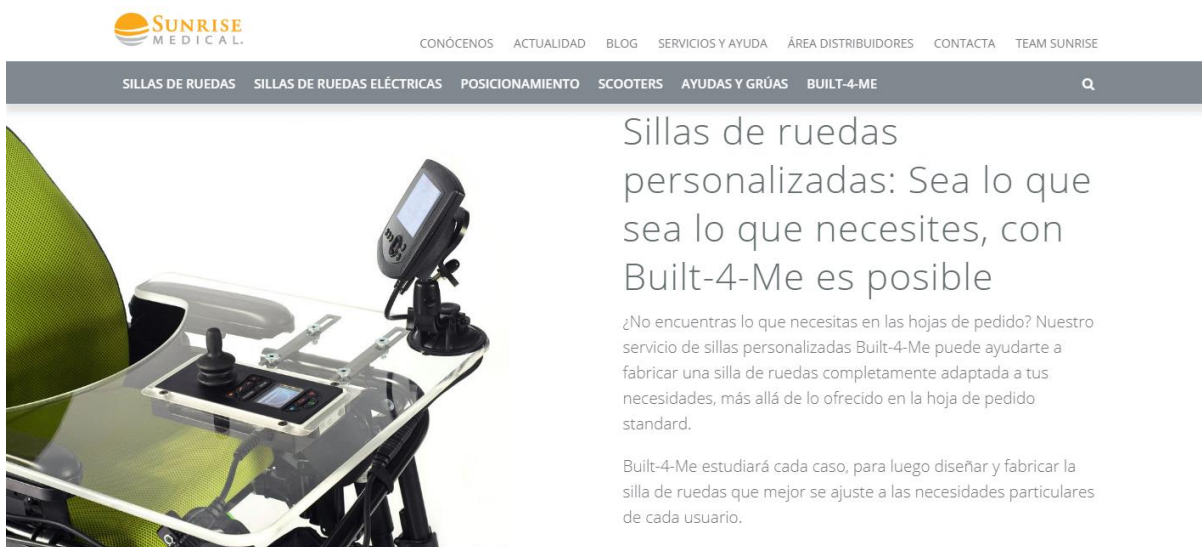 SUNRISE
MEDICAL.
CONÓCENOS ACTUALIDAD BLOG SERVICIOS Y AYUDA ÁREA DISTRIBUIDORES CONTACTA TEAM SUNRISE
SILLAS DE RUEDAS SILLAS DE RUEDAS ELÉCTRICAS POSICIONAMIENTO SCOOTERS AYUDAS Y GRÚAS BUILT-4-ME
Sillas de ruedas
personalizadas: Sea lo que
sea lo que necesites, con
Built-4-Me es posible
¿No encuentras lo que necesitas en las hojas de pedido? Nuestro
servicio de sillas personalizadas Built-4-Me puede ayudarte a
fabricar una silla de ruedas completamente adaptada a tus
necesidades, más allá de lo ofrecido en la hoja de pedido
standard.
Built-4-Me estudiará cada caso, para luego diseñar y fabricar la
silla de ruedas que mejor se ajuste a las necesidades particulares
de cada usuario.